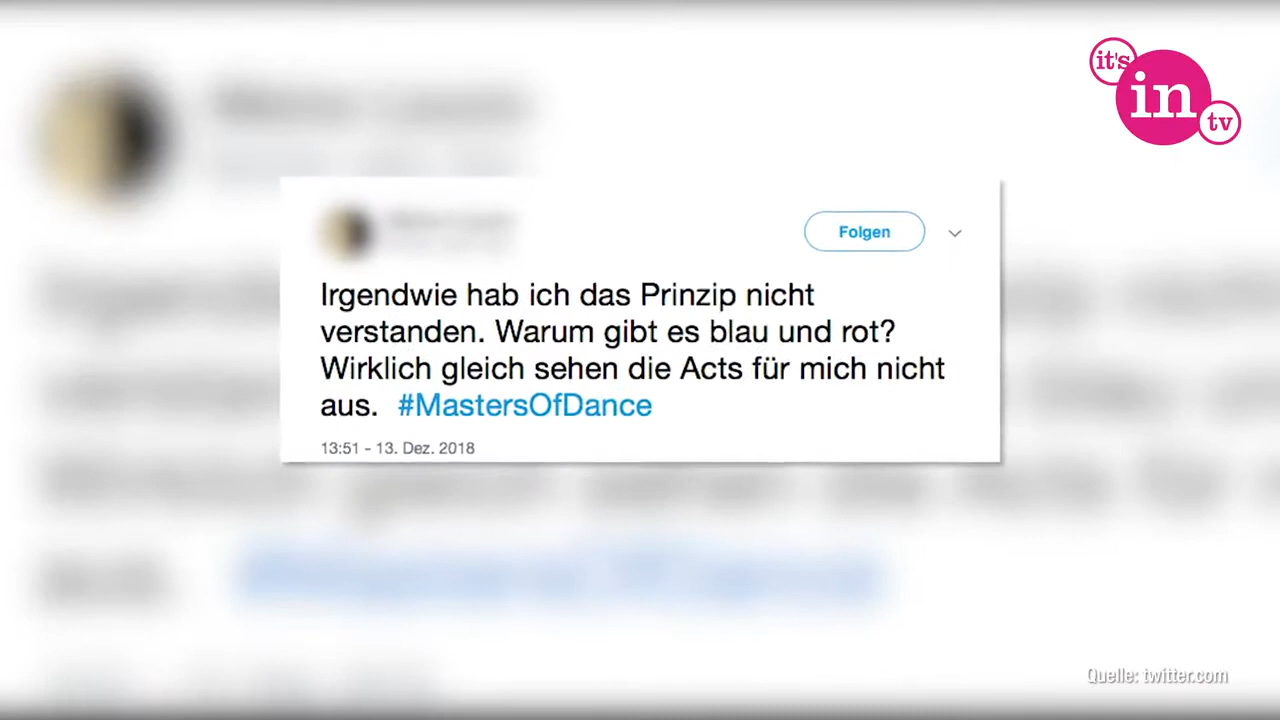 it's
in
tv
Folgen
Irgendwie hab ich das Prinzip nicht
verstanden. Warum gibt es blau und rot?
Wirklich gleich sehen die Acts für mich nicht
aus. #MastersOfDance
13:51 - 13. Dez. 2018
Quelle: twitter.com